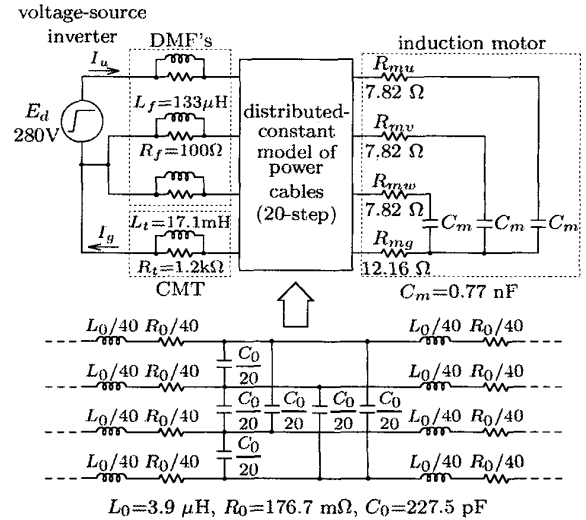 voltage-source
inverter
DMF's
induction motor
I_u
L_f=133μH
R_f=100Ω
E_d
280V
distributed-
constant
model of
power
cables
(20-step)
R_mu
7.82 Ω
R_mv
7.82 Ω
R_mw
7.82 Ω
C_m
C_m
C_m
I_g
L_t=17.1mH
R_t=1.2kΩ
CMT
R_mg
12.16 Ω
C_m=0.77 nF
L_0/40 R_0/40
L_0/40 R_0/40
C_0/20
L_0/40 R_0/40
L_0/40 R_0/40
C_0/20
C_0/20
C_0/20
C_0/20
L_0/40 R_0/40
L_0/40 R_0/40
C_0/20
L_0/40 R_0/40
L_0/40 R_0/40
L_0=3.9 μH, R_0=176.7 mΩ, C_0=227.5 pF